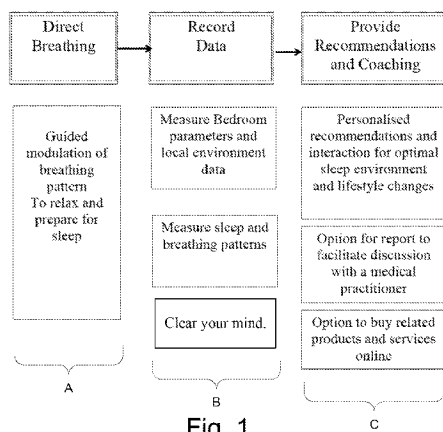 Direct
Breathing
Record
Data
Provide
Recommendations
and Coaching
Guided
modulation of
breathing
pattern
To relax and
prepare for
sleep
Measure Bedroom
parameters and
local environment
data
Measure sleep and
breathing patterns
Clear your mind.
Personalised
recommendations and
interaction for optimal
sleep environment
and lifestyle changes
Option for report to
facilitate discussion
with a medical
practitioner
Option to buy related
products and services
online
A
B
C
Fig. 1